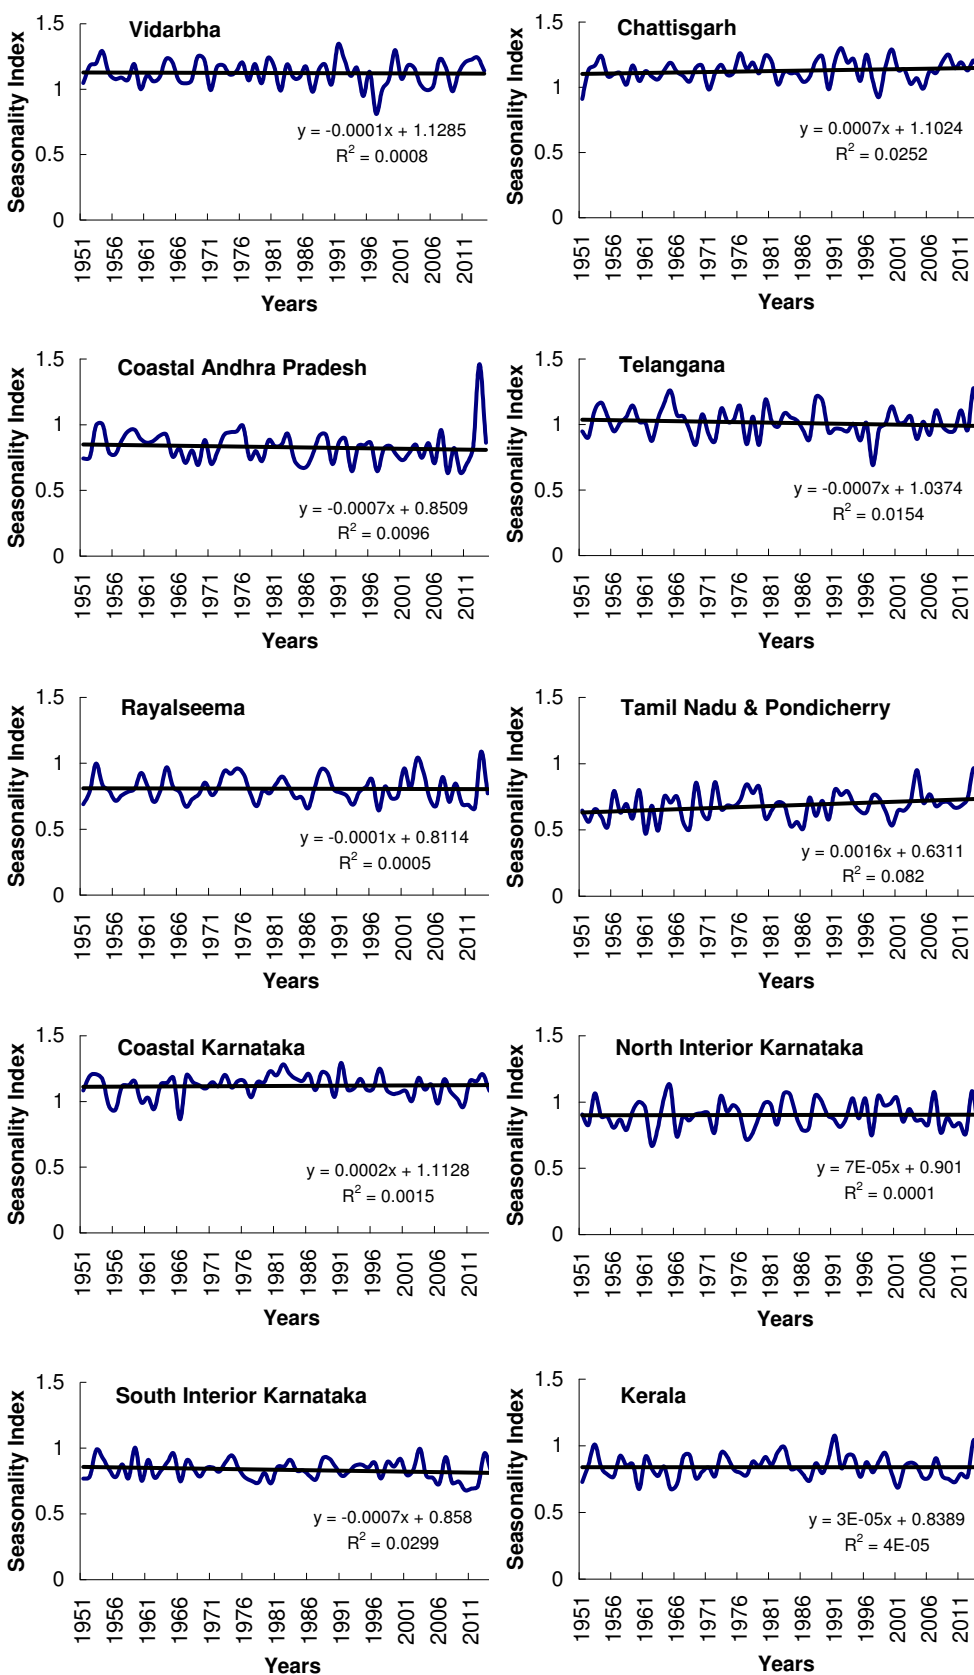 Vidarbha
Seasonality Index
1.5
1
0.5
0
y = -0.0001x + 1.1285
R² = 0.0008
1951 1956 1961 1966 1971 1976 1981 1986 1991 1996 2001 2006 2011
Years
Chattisgarh
Seasonality Index
1.5
1
0.5
0
y = 0.0007x + 1.1024
R² = 0.0252
1951 1956 1961 1966 1971 1976 1981 1986 1991 1996 2001 2006 2011
Years
Coastal Andhra Pradesh
Seasonality Index
1.5
1
0.5
0
y = -0.0007x + 0.8509
R² = 0.0096
1951 1956 1961 1966 1971 1976 1981 1986 1991 1996 2001 2006 2011
Years
Telangana
Seasonality Index
1.5
1
0.5
0
y = -0.0007x + 1.0374
R² = 0.0154
1951 1956 1961 1966 1971 1976 1981 1986 1991 1996 2001 2006 2011
Years
Rayalseema
Seasonality Index
1.5
1
0.5
0
y = -0.0001x + 0.8114
R² = 0.0005
1951 1956 1961 1966 1971 1976 1981 1986 1991 1996 2001 2006 2011
Years
Tamil Nadu & Pondicherry
Seasonality Index
1.5
1
0.5
0
y = 0.0016x + 0.6311
R² = 0.082
1951 1956 1961 1966 1971 1976 1981 1986 1991 1996 2001 2006 2011
Years
Coastal Karnataka
Seasonality Index
1.5
1
0.5
0
y = 0.0002x + 1.1128
R² = 0.0015
1951 1956 1961 1966 1971 1976 1981 1986 1991 1996 2001 2006 2011
Years
North Interior Karnataka
Seasonality Index
1.5
1
0.5
0
y = 7E-05x + 0.901
R² = 0.0001
1951 1956 1961 1966 1971 1976 1981 1986 1991 1996 2001 2006 2011
Years
South Interior Karnataka
Seasonality Index
1.5
1
0.5
0
y = -0.0007x + 0.858
R² = 0.0299
1951 1956 1961 1966 1971 1976 1981 1986 1991 1996 2001 2006 2011
Years
Kerala
Seasonality Index
1.5
1
0.5
0
y = 3E-05x + 0.8389
R² = 4E-05
1951 1956 1961 1966 1971 1976 1981 1986 1991 1996 2001 2006 2011
Years